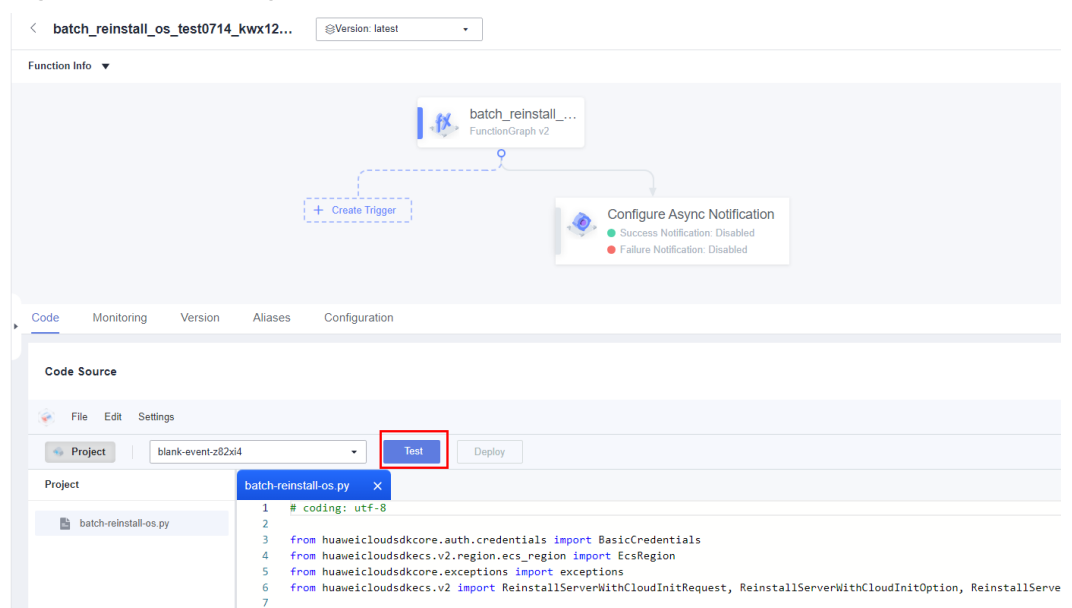 batch_reinstall_os_test0714_kwx12...
Version: latest
Function Info
batch_reinstall_...
FunctionGraph v2
+ Create Trigger
Configure Async Notification
Success Notification: Disabled
Failure Notification: Disabled
Code Monitoring Version Aliases Configuration
Code Source
File Edit Settings
Project blank-event-z82xi4 Test Deploy
Project
batch-reinstall-os.py
batch-reinstall-os.py
1 # coding: utf-8
2
3 from huaweicloudsdkcore.auth.credentials import BasicCredentials
4 from huaweicloudsdkecs.v2.region.ecs_region import EcsRegion
5 from huaweicloudsdkcore.exceptions import exceptions
6 from huaweicloudsdkecs.v2 import ReinstallServerWithCloudInitRequest, ReinstallServerWithCloudInitOption, ReinstallServe
7